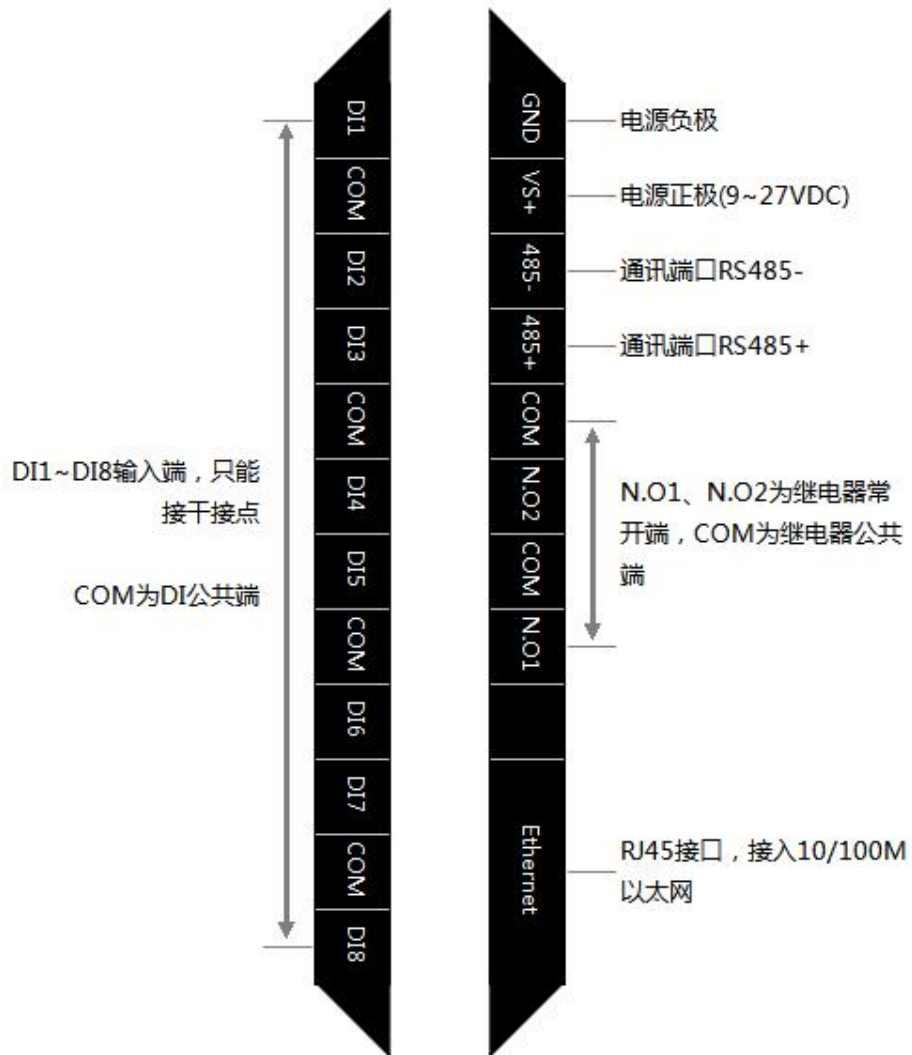 DI1
COM
DI2
DI3
COM
DI4
DI5
COM
DI6
DI7
COM
DI8
DI1~DI8输入端，只能
接干接点
COM为DI公共端
GND
VS+
485-
485+
COM
N.O2
COM
N.O1
Ethernet
电源负极
电源正极(9~27VDC)
通讯端口RS485-
通讯端口RS485+
N.O1、N.O2为继电器常
开端，COM为继电器公共
端
RJ45接口，接入10/100M
以太网